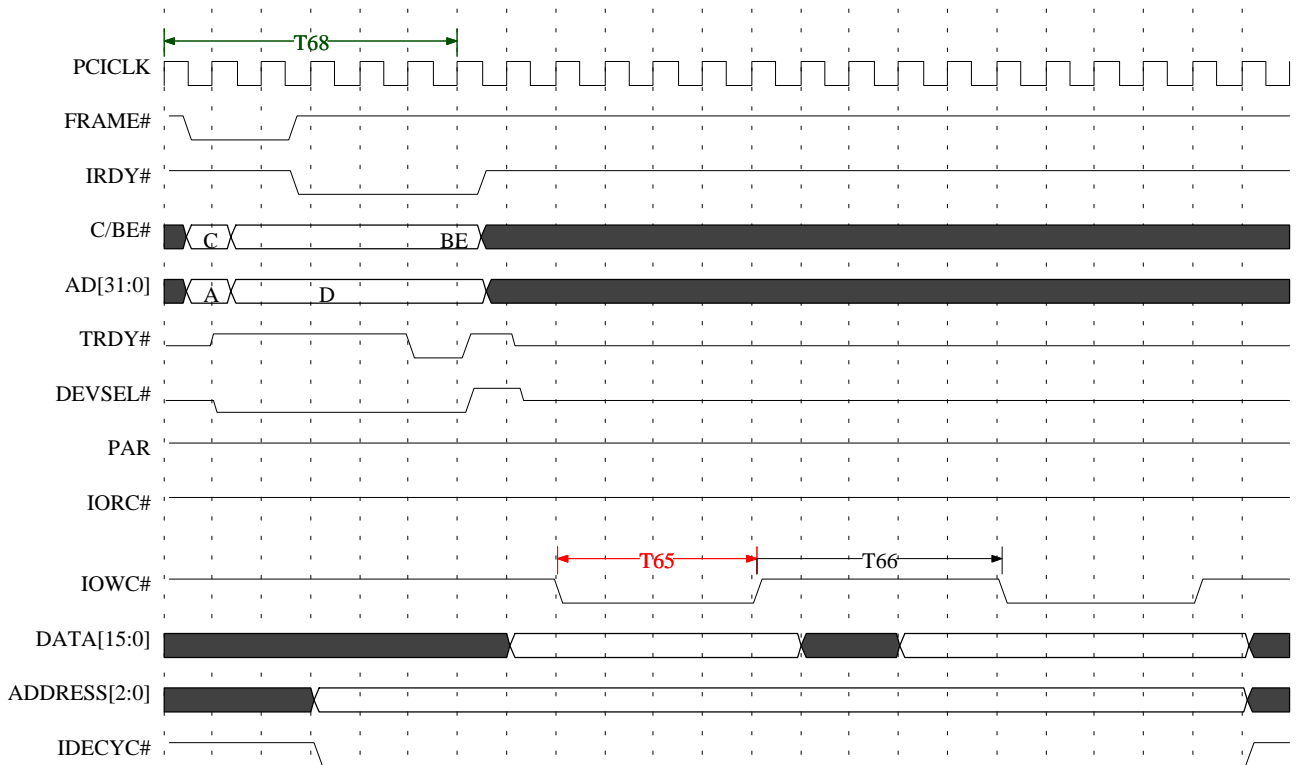 T68
PCICLK
FRAME#
IRDY#
C/BE# C BE
AD[31:0] A D
TRDY#
DEVSEL#
PAR
IORC#
T65 T66
IOWC#
DATA[15:0]
ADDRESS[2:0]
IDECYC#